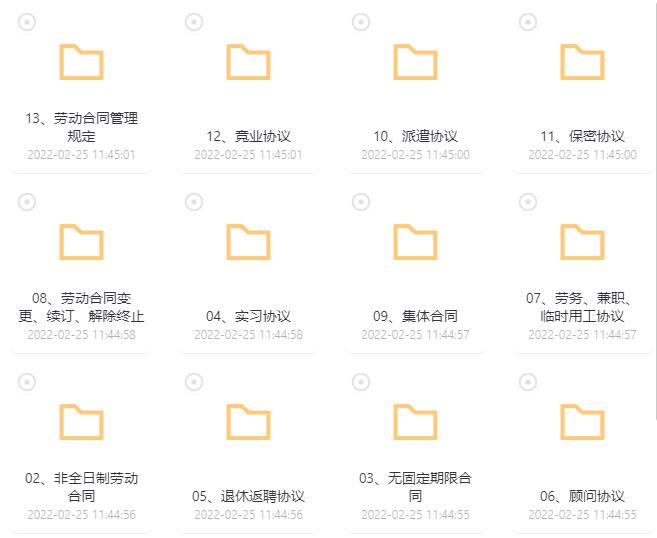 13、劳动合同管理
规定
2022-02-25 11:45:01
12、竞业协议
2022-02-25 11:45:01
10、派遣协议
2022-02-25 11:45:00
11、保密协议
2022-02-25 11:45:00
08、劳动合同变
更、续订、解除终止
2022-02-25 11:44:58
04、实习协议
2022-02-25 11:44:58
09、集体合同
2022-02-25 11:44:57
07、劳务、兼职、
临时用工协议
2022-02-25 11:44:57
02、非全日制劳动
合同
2022-02-25 11:44:56
05、退休返聘协议
2022-02-25 11:44:56
03、无固定期限合
同
2022-02-25 11:44:55
06、顾问协议
2022-02-25 11:44:55